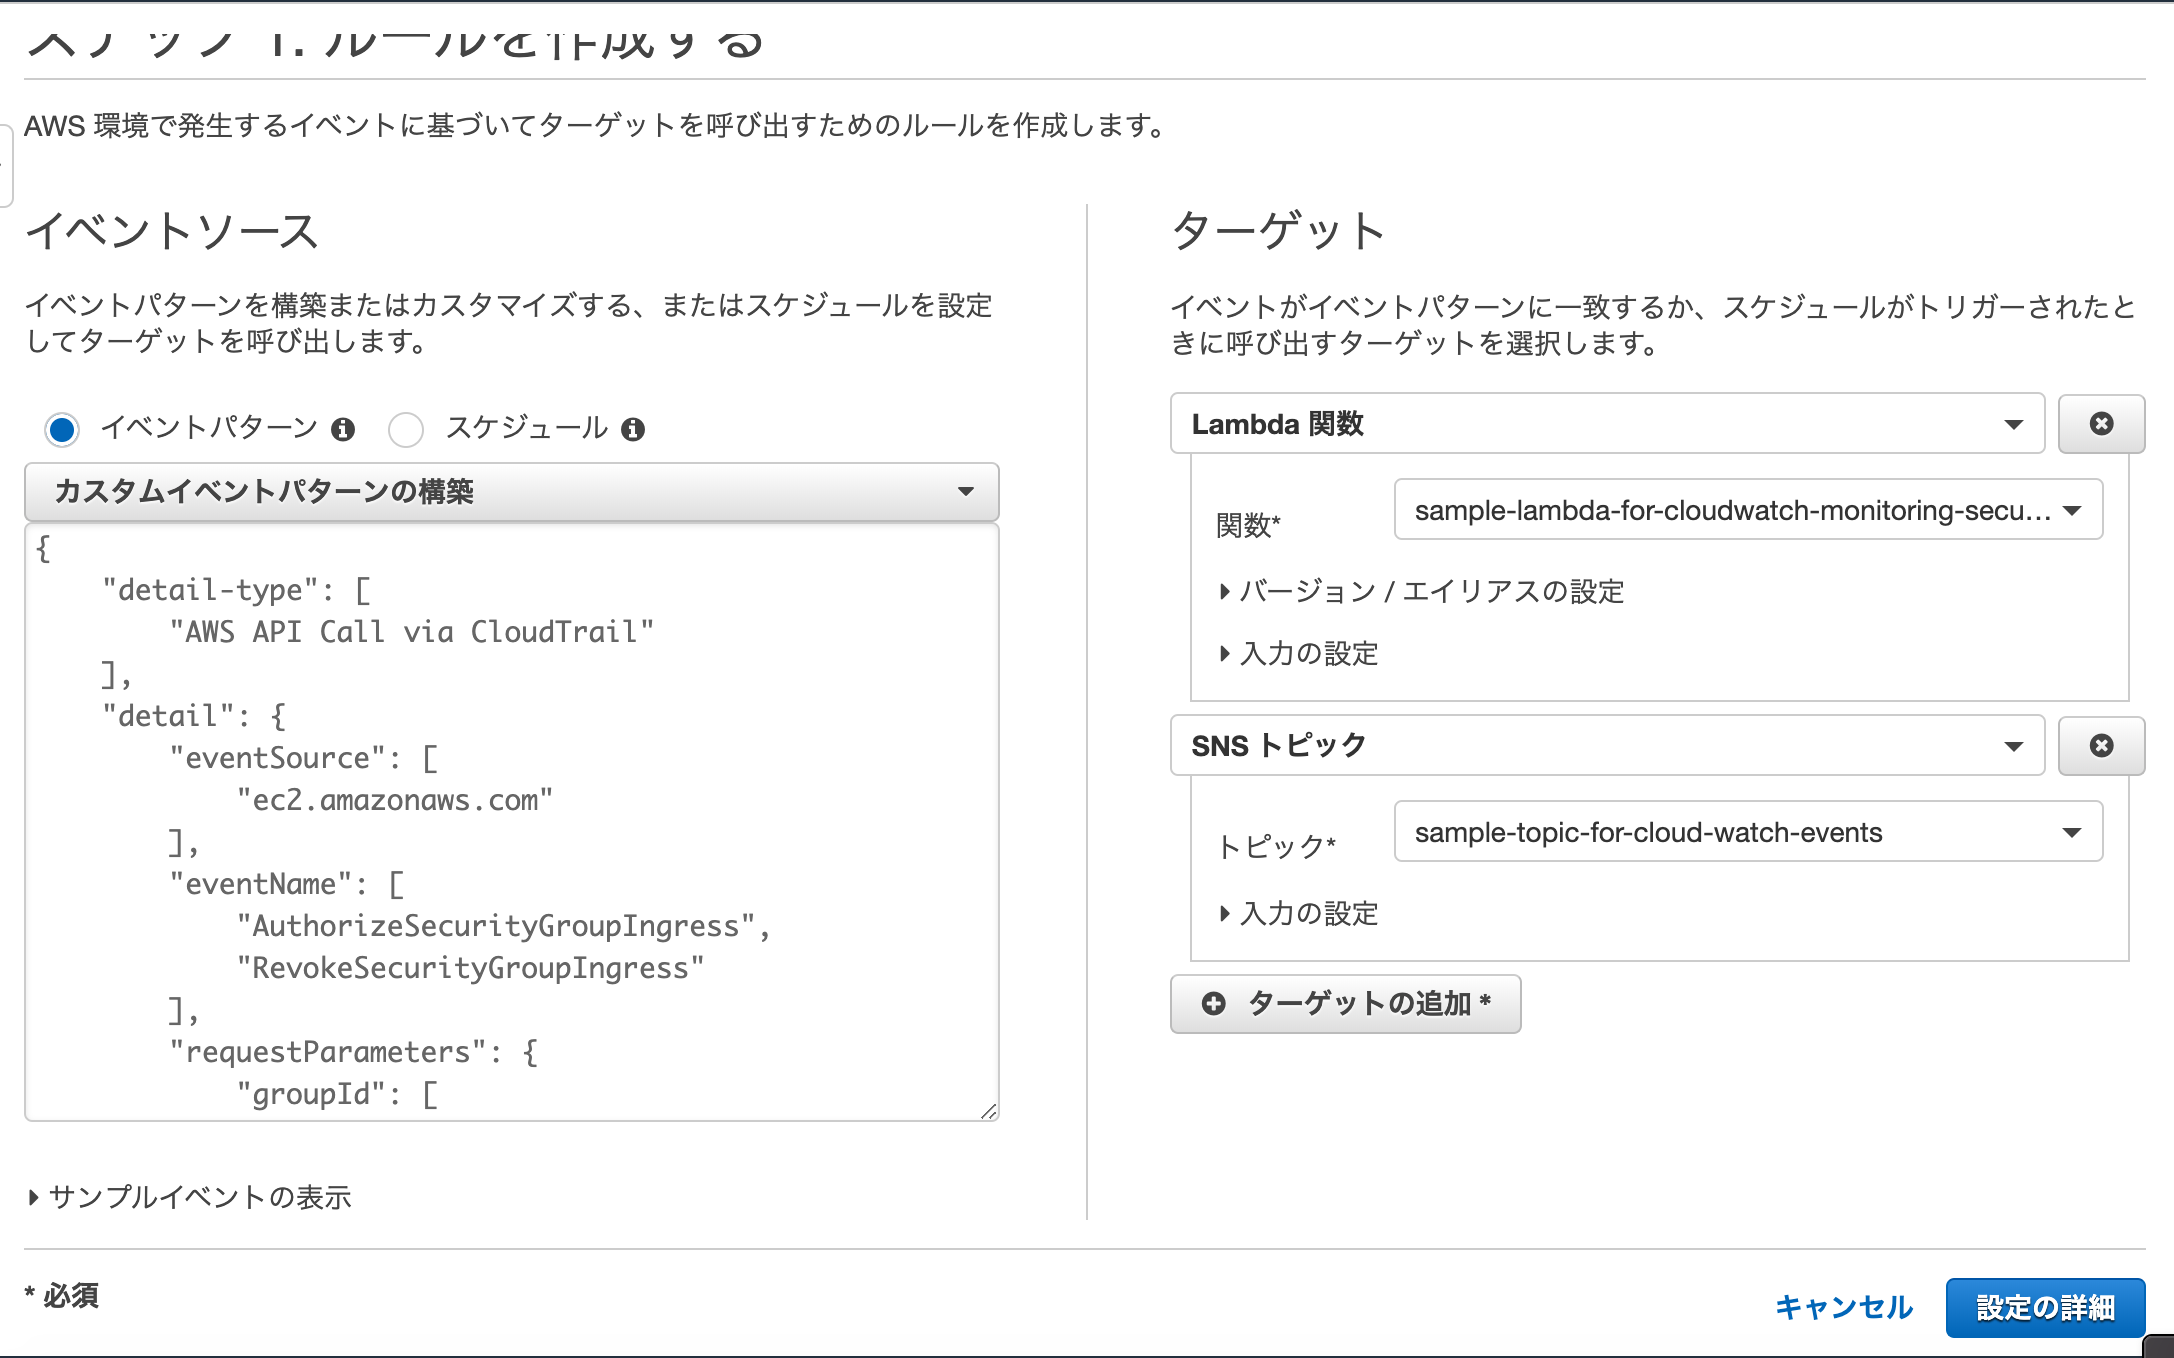 ステップ 1: ルールを作成する
AWS 環境で発生するイベントに基づいてターゲットを呼び出すためのルールを作成します。
イベントソース
イベントパターンを構築またはカスタマイズする、またはスケジュールを設定
してターゲットを呼び出します。
イベントパターン スケジュール
カスタムイベントパターンの構築
{
    "detail-type": [
        "AWS API Call via CloudTrail"
    ],
    "detail": {
        "eventSource": [
            "ec2.amazonaws.com"
        ],
        "eventName": [
            "AuthorizeSecurityGroupIngress",
            "RevokeSecurityGroupIngress"
        ],
        "requestParameters": {
            "groupId": [
サンプルイベントの表示
ターゲット
イベントがイベントパターンに一致するか、スケジュールがトリガーされたと
きに呼び出すターゲットを選択します。
Lambda 関数
関数* sample-lambda-for-cloudwatch-monitoring-secu...
バージョン / エイリアスの設定
入力の設定
SNS トピック
トピック* sample-topic-for-cloud-watch-events
入力の設定
ターゲットの追加 *
* 必須
キャンセル 設定の詳細